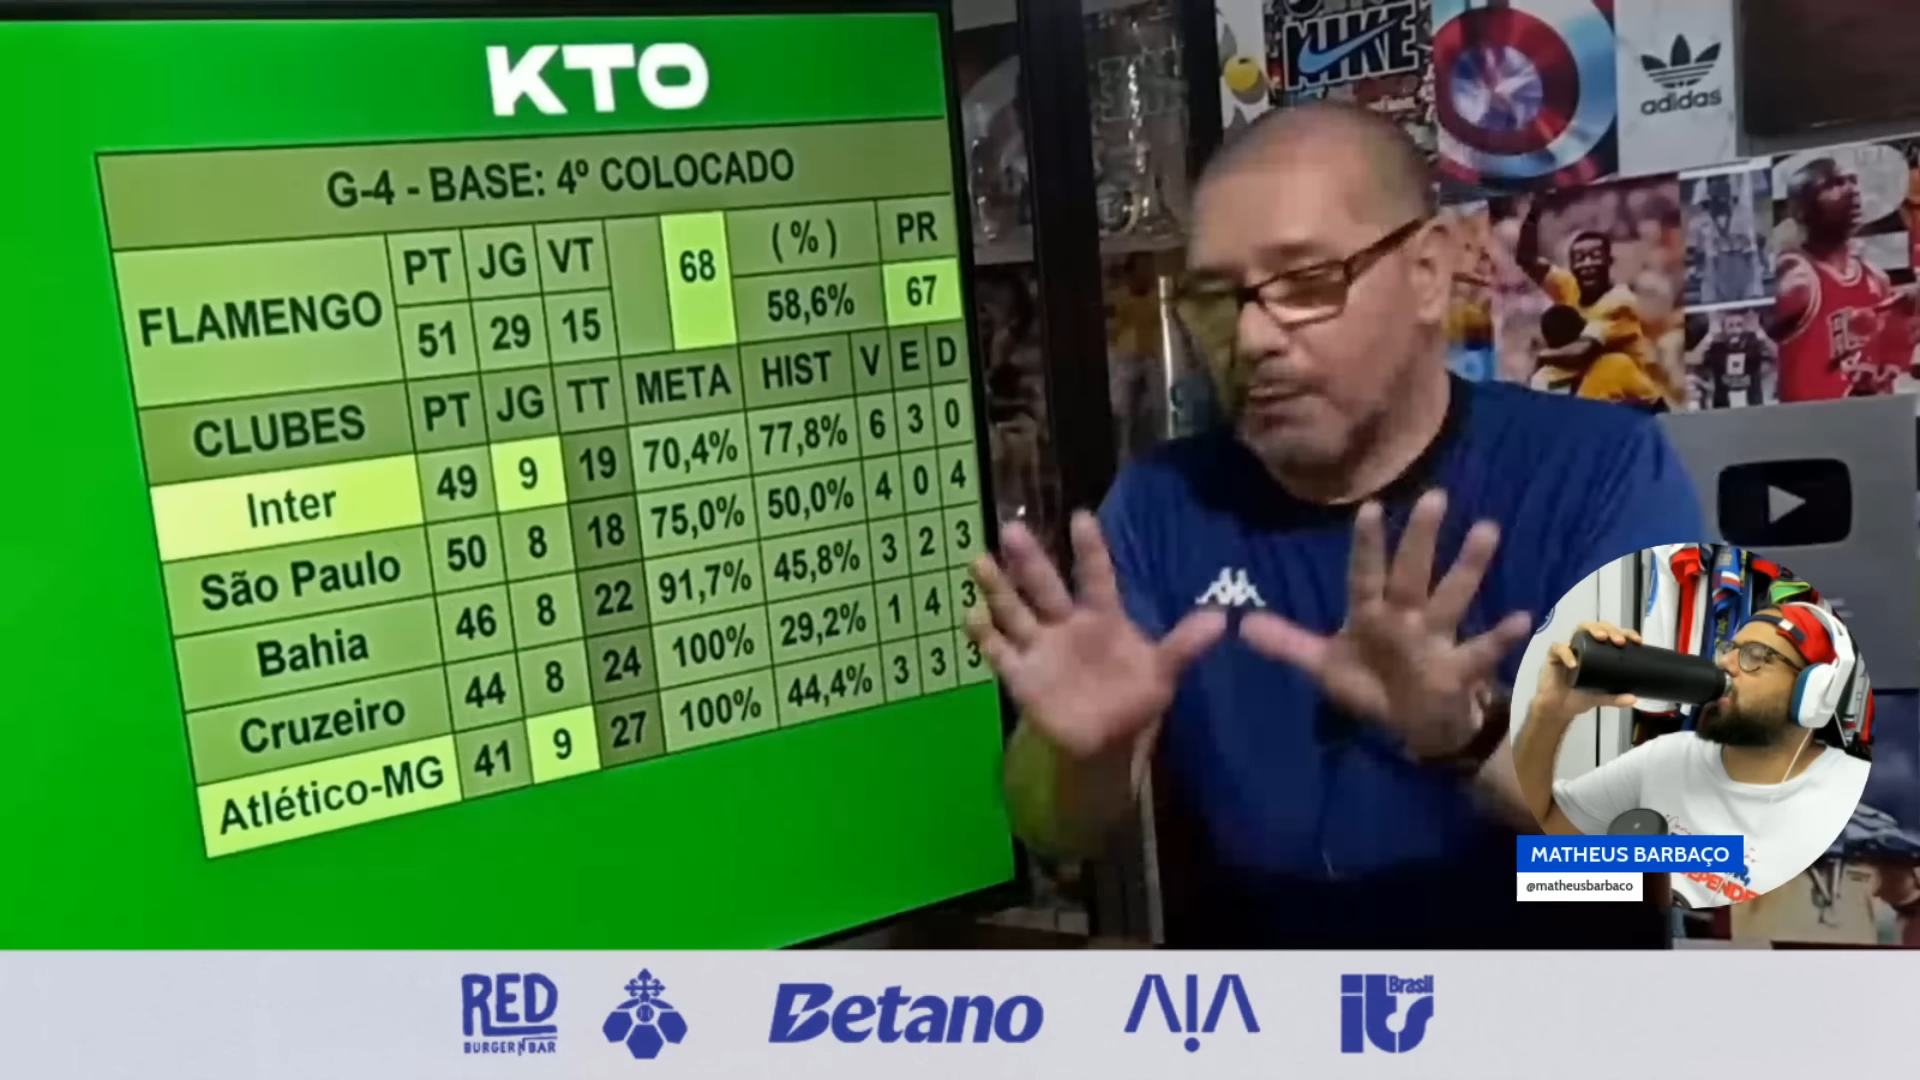 KTO
G-4 - BASE: 4º COLOCADO
FLAMENGO PT JG VT 68 (%) PR
51 29 15 58,6% 67
CLUBES PT JG TT META HIST V E D
Inter 49 9 19 70,4% 77,8% 6 3 0
São Paulo 50 8 18 75,0% 50,0% 4 0 4
Bahia 46 8 22 91,7% 45,8% 3 2 3
Cruzeiro 44 8 24 100% 29,2% 1 4 3
Atlético-MG 41 9 27 100% 44,4% 3 3 3
NIKE
adidas
MATHEUS BARBAÇO
@matheusbarbaco
RED
BURGER N' BAR
Betano
its Brasil